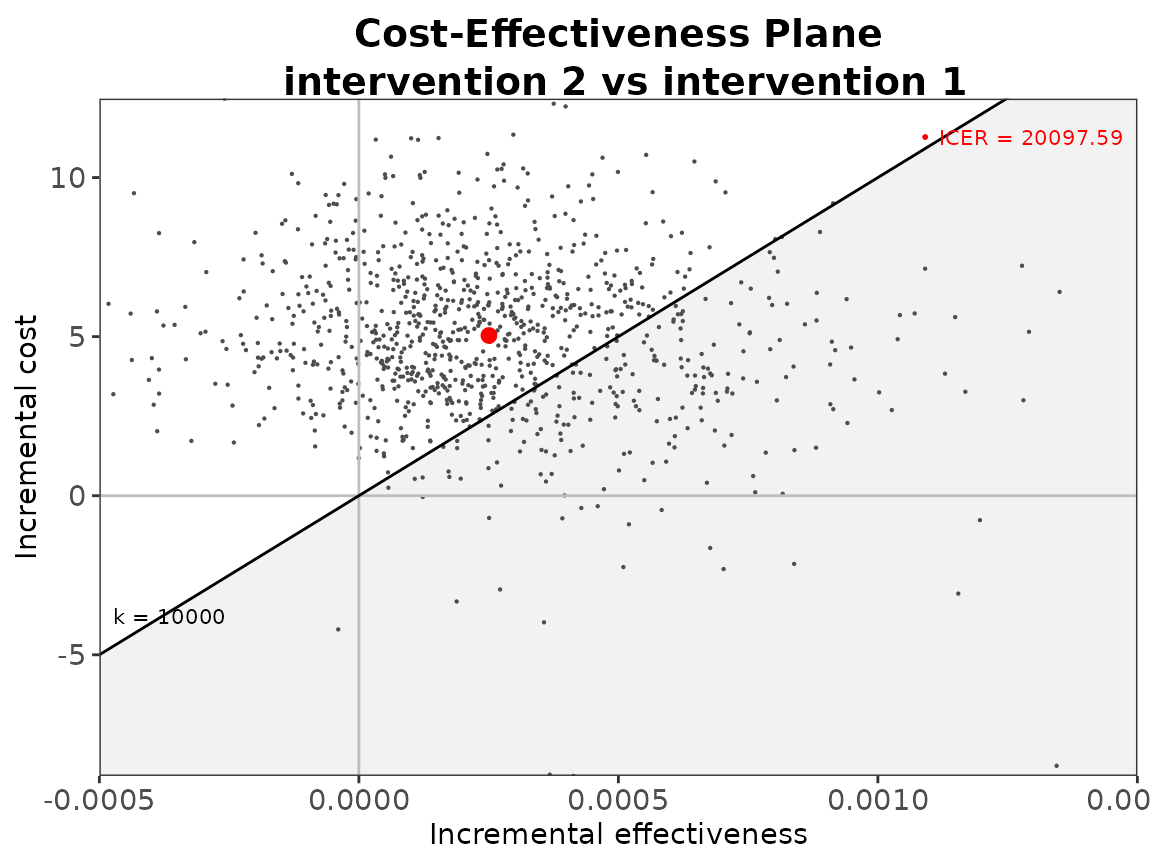 Cost-Effectiveness Plane
intervention 2 vs intervention 1
ICER = 20097.59
10
5
0
-5
Incremental cost
k = 10000
-0.0005
0.0000
0.0005
0.0010
0.00
Incremental effectiveness